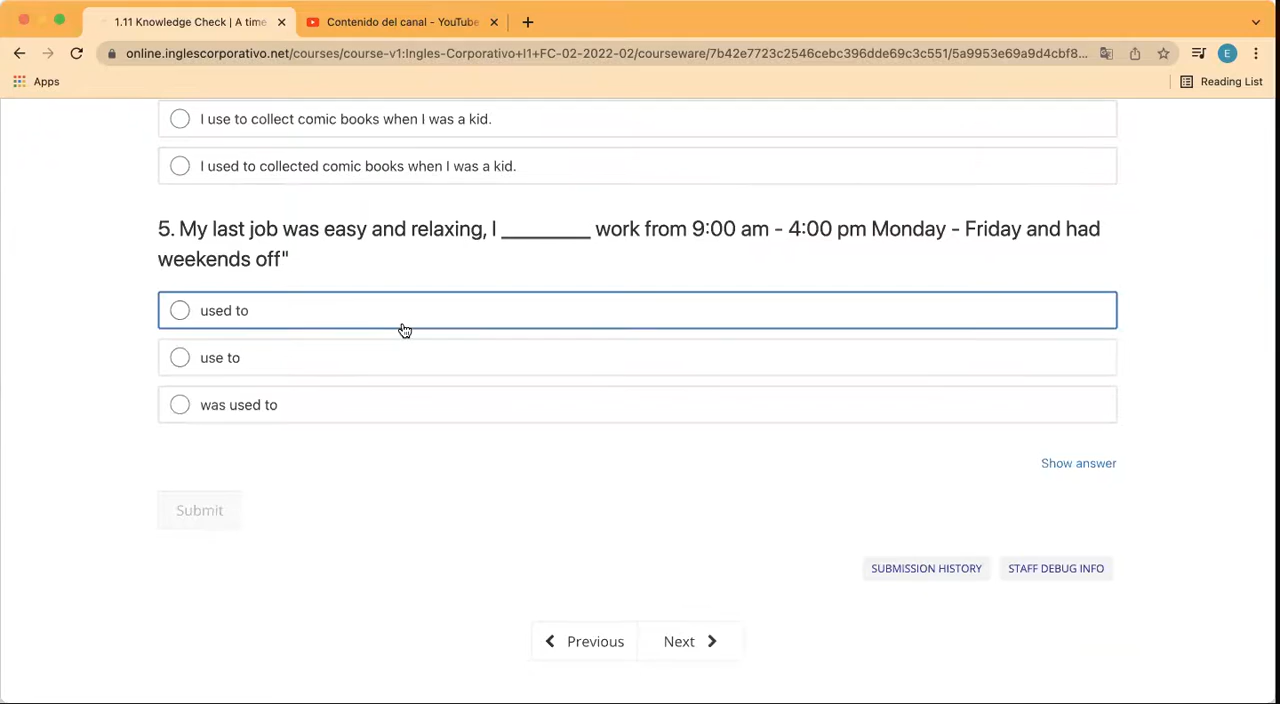 1.11 Knowledge Check | A time
Contenido del canal - YouTube
online.inglescorporativo.net/courses/course-v1:Ingles-Corporativo+I1+FC-02-2022-02/courseware/7b42e7723c2546cebc396dde69c3c551/5a9953e69a9d4cbf8...
E
Apps
Reading List
I use to collect comic books when I was a kid.
I used to collected comic books when I was a kid.
5. My last job was easy and relaxing, I _________ work from 9:00 am - 4:00 pm Monday - Friday and had
weekends off"
used to
use to
was used to
Show answer
Submit
SUBMISSION HISTORY
STAFF DEBUG INFO
Previous
Next